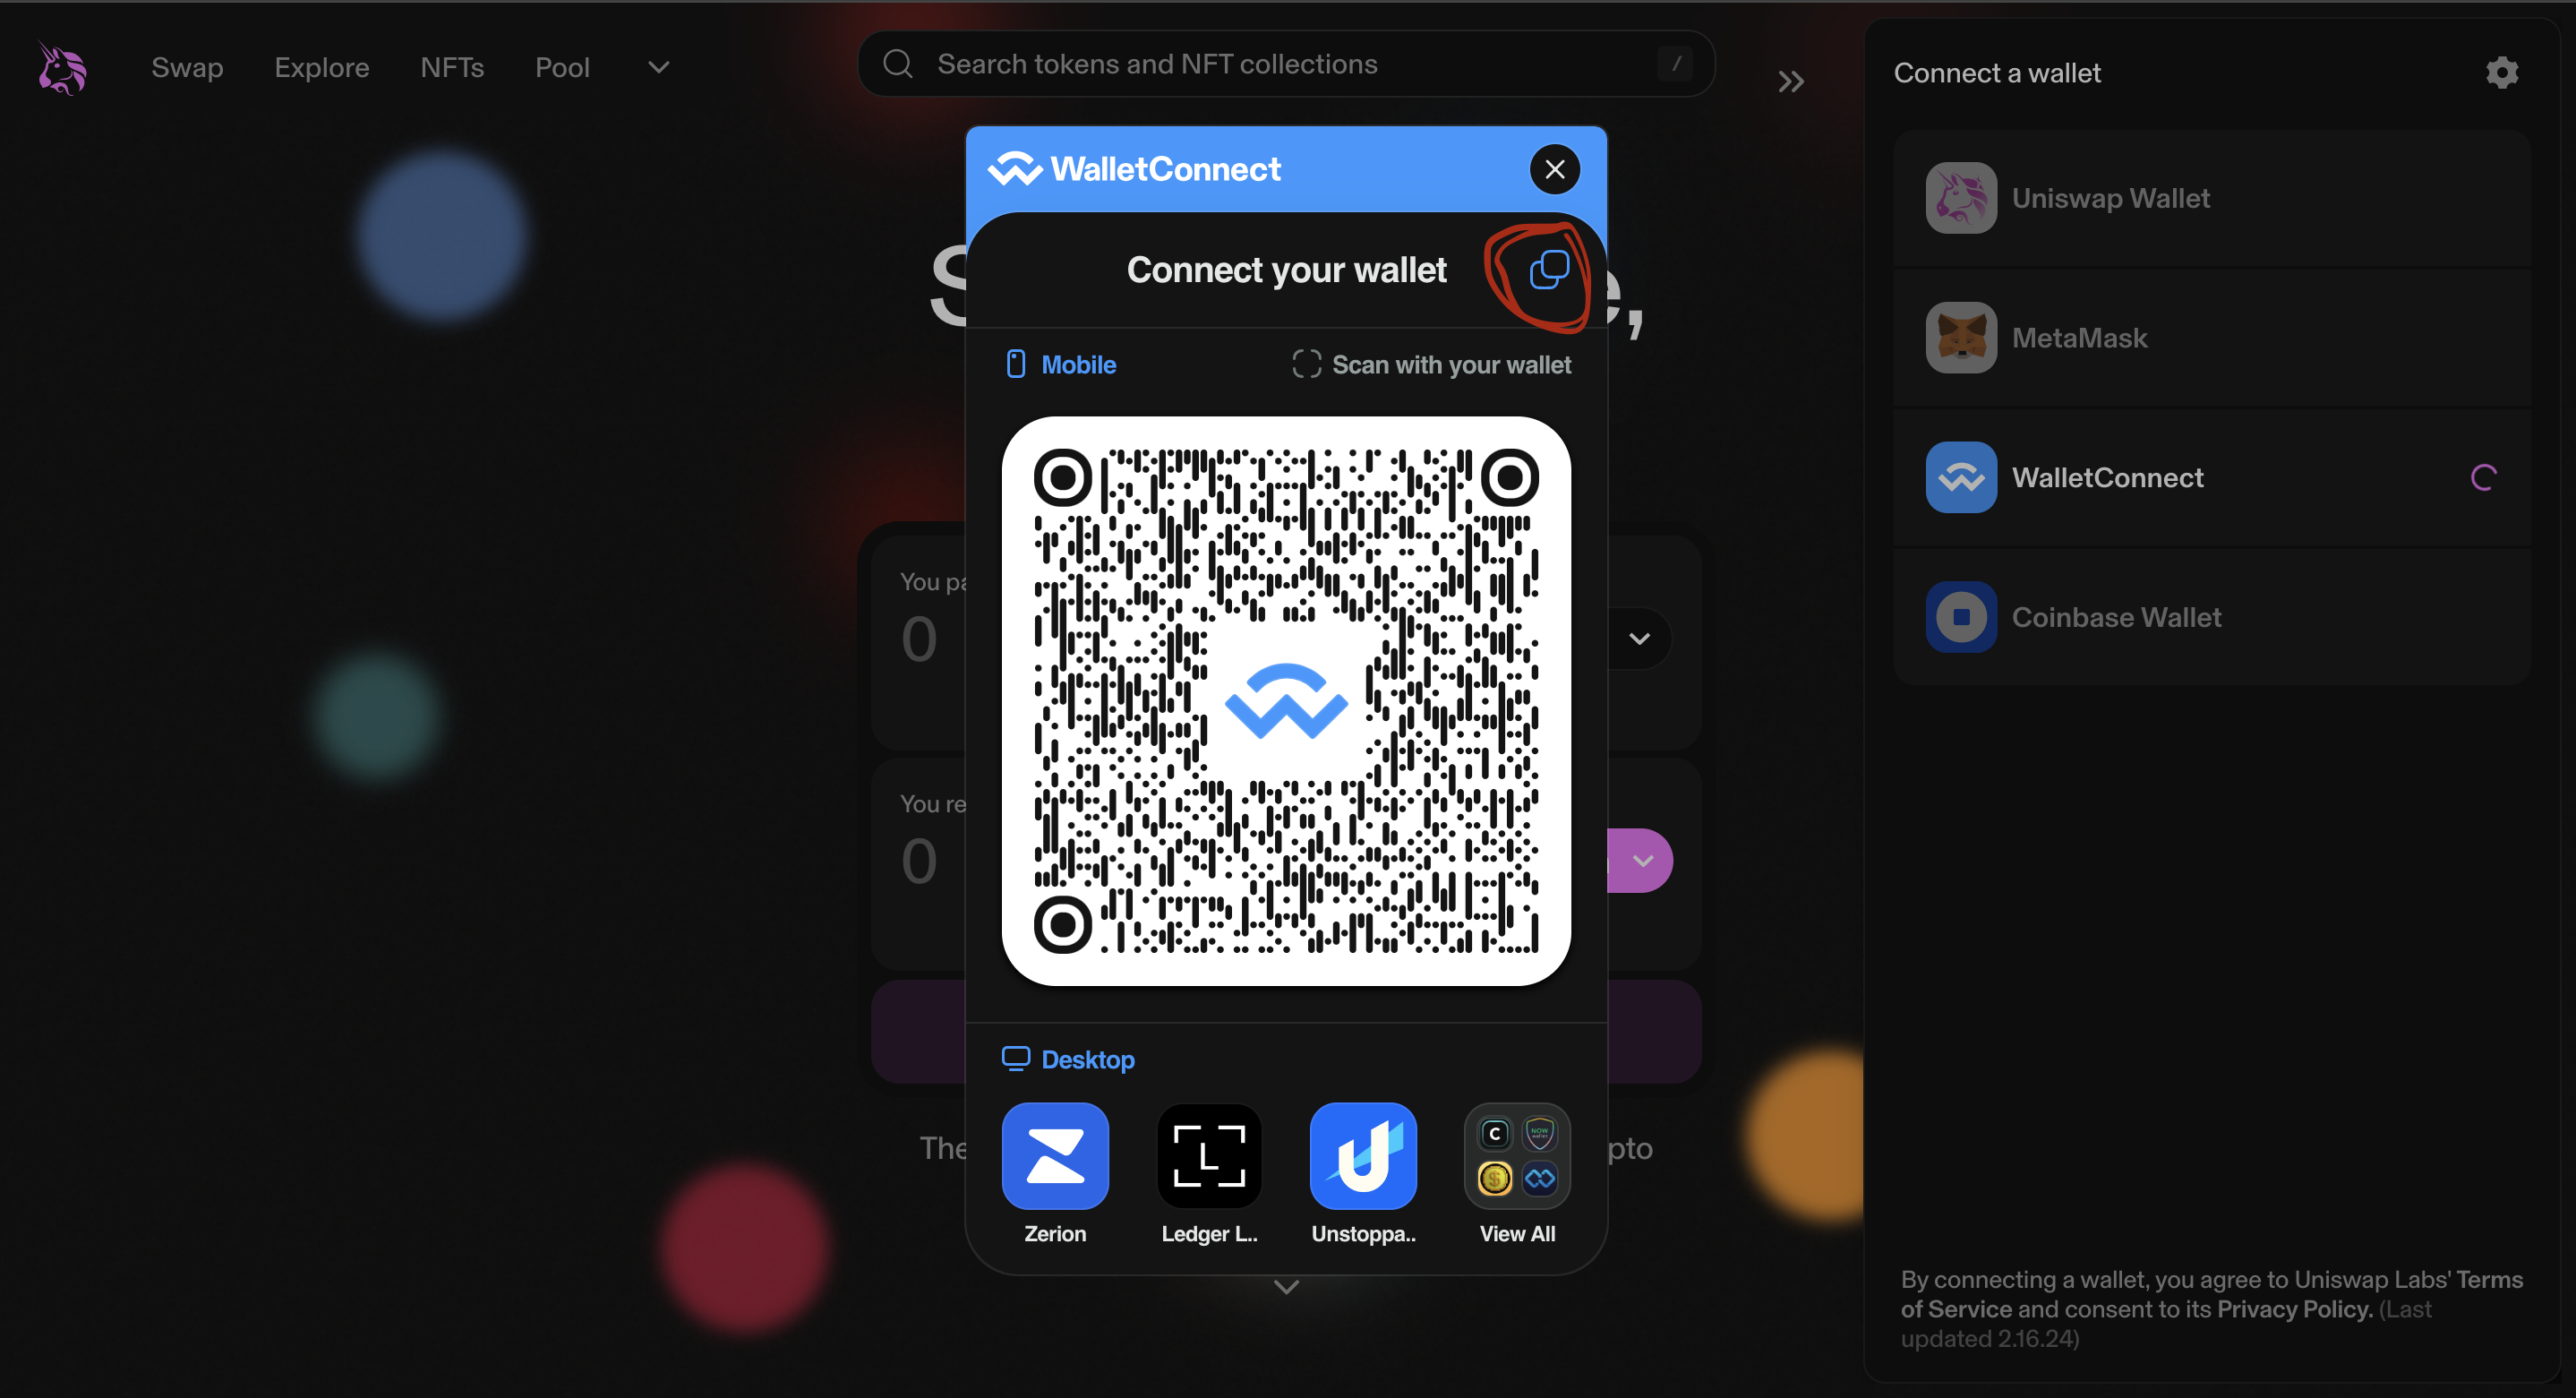 Swap Explore NFTs Pool
Search tokens and NFT collections /
Connect a wallet
WalletConnect
Connect your wallet
Mobile
Scan with your wallet
You pa
0
You re
0
Desktop
Zerion
L
Ledger L..
Unstoppa..
C
NOW
$
View All
The
pto
Uniswap Wallet
MetaMask
WalletConnect
Coinbase Wallet
By connecting a wallet, you agree to Uniswap Labs' Terms
of Service and consent to its Privacy Policy. (Last
updated 2.16.24)